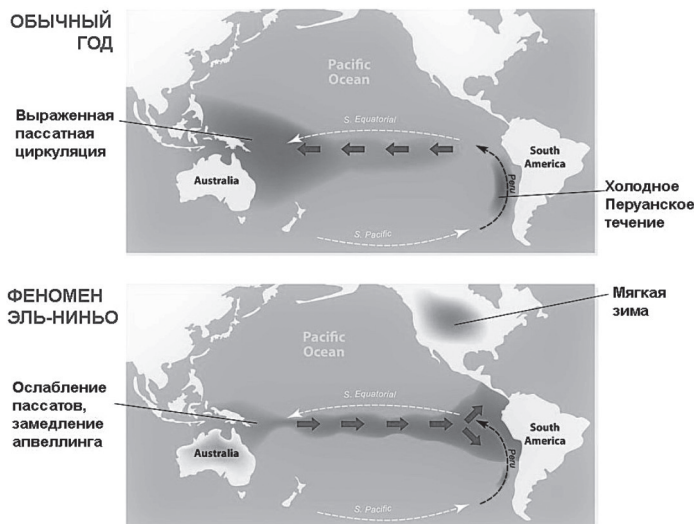 ОБЫЧНЫЙ
ГОД
Pacific
Ocean
Выраженная
пассатная
циркуляция
S. Equatorial
Australia
South
America
Peru
Холодное
Перуанское
течение
S. Pacific
ФЕНОМЕН
ЭЛЬ-НИНЬО
Мягкая
зима
Pacific
Ocean
Ослабление
пассатов,
замедление
апвеллинга
S. Equatorial
Australia
South
America
Peru
S. Pacific